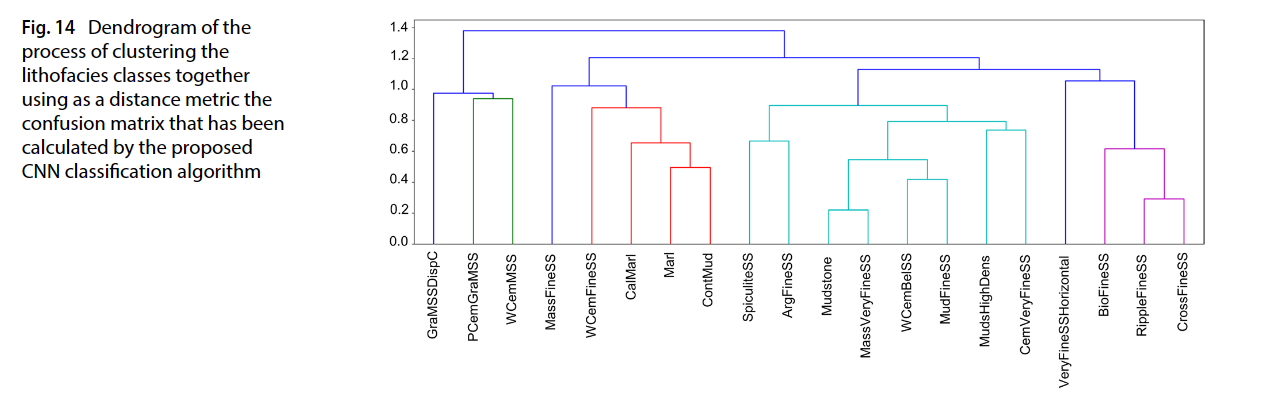 Fig. 14 Dendrogram of the
process of clustering the
lithofacies classes together
using as a distance metric the
confusion matrix that has been
calculated by the proposed
CNN classification algorithm
1.4
1.2
1.0
0.8
0.6
0.4
0.2
0.0
GraMSSDispC
PCemGraMSS
WCemMSS
MassFineSS
WCemFineSS
CalMarl
Marl
ContMud
SpiculiteSS
ArgFineSS
Mudstone
MassVeryFineSS
WCemBelSS
MudFineSS
MudsHighDens
CemVeryFineSS
VeryFineSSHorizontal
BioFineSS
RippleFineSS
CrossFineSS